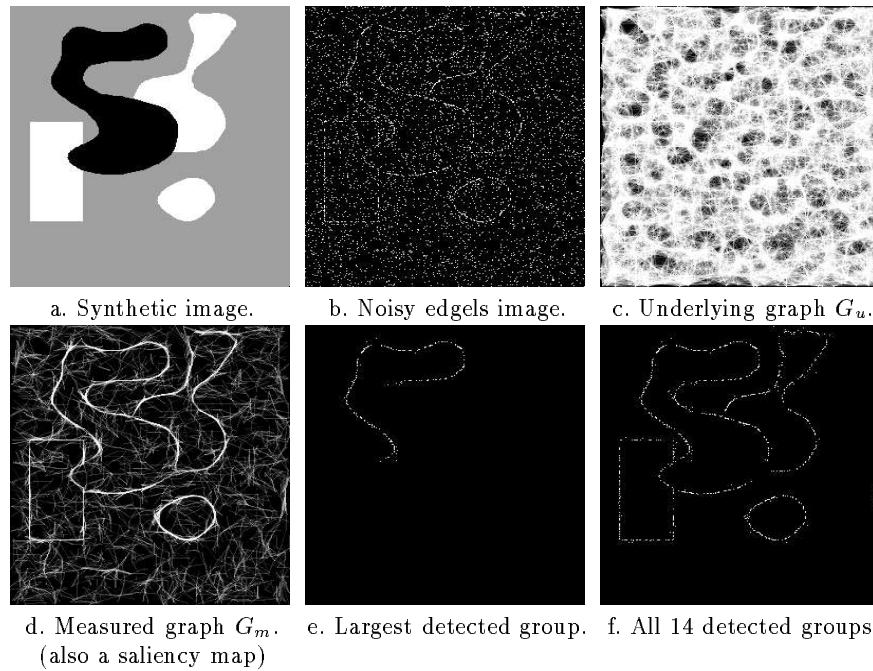 a. Synthetic image.
b. Noisy edgels image.
c. Underlying graph G_u.
d. Measured graph G_m.
(also a saliency map)
e. Largest detected group.
f. All 14 detected groups